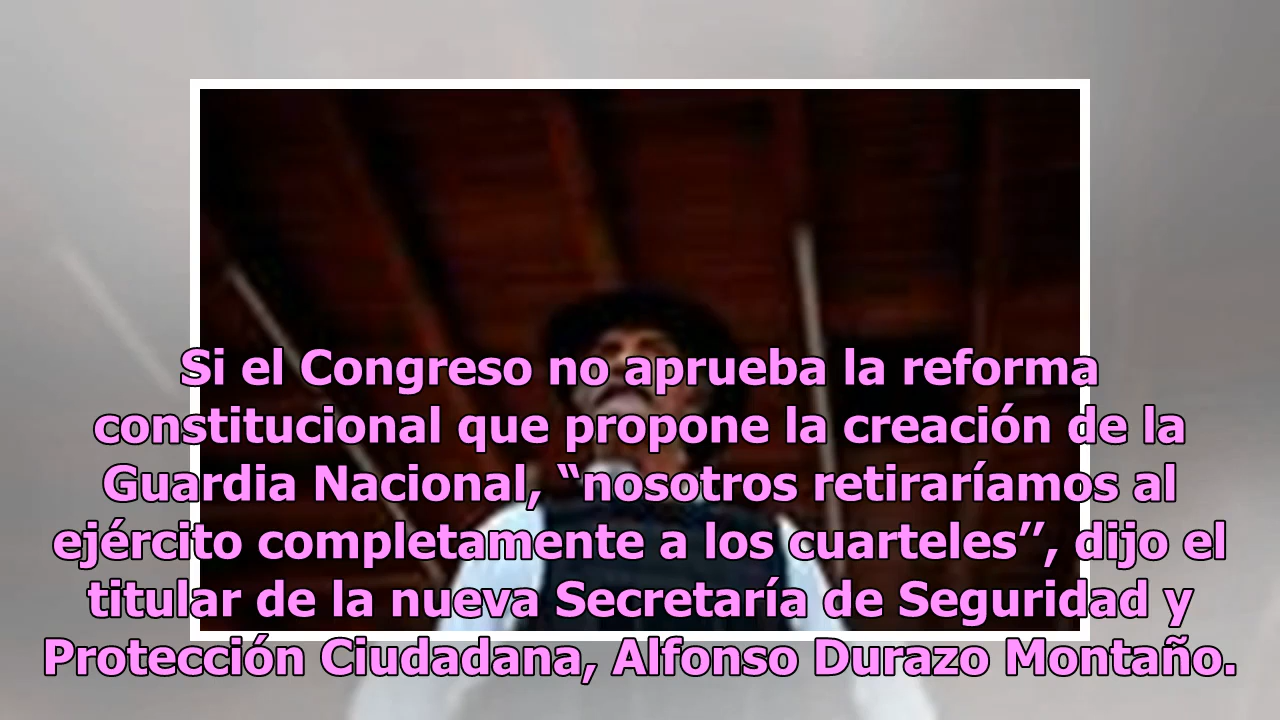 Si el Congreso no aprueba la reforma
constitucional que propone la creación de la
Guardia Nacional, “nosotros retiraríamos al
ejército completamente a los cuarteles”, dijo el
titular de la nueva Secretaría de Seguridad y
Protección Ciudadana, Alfonso Durazo Montaño.